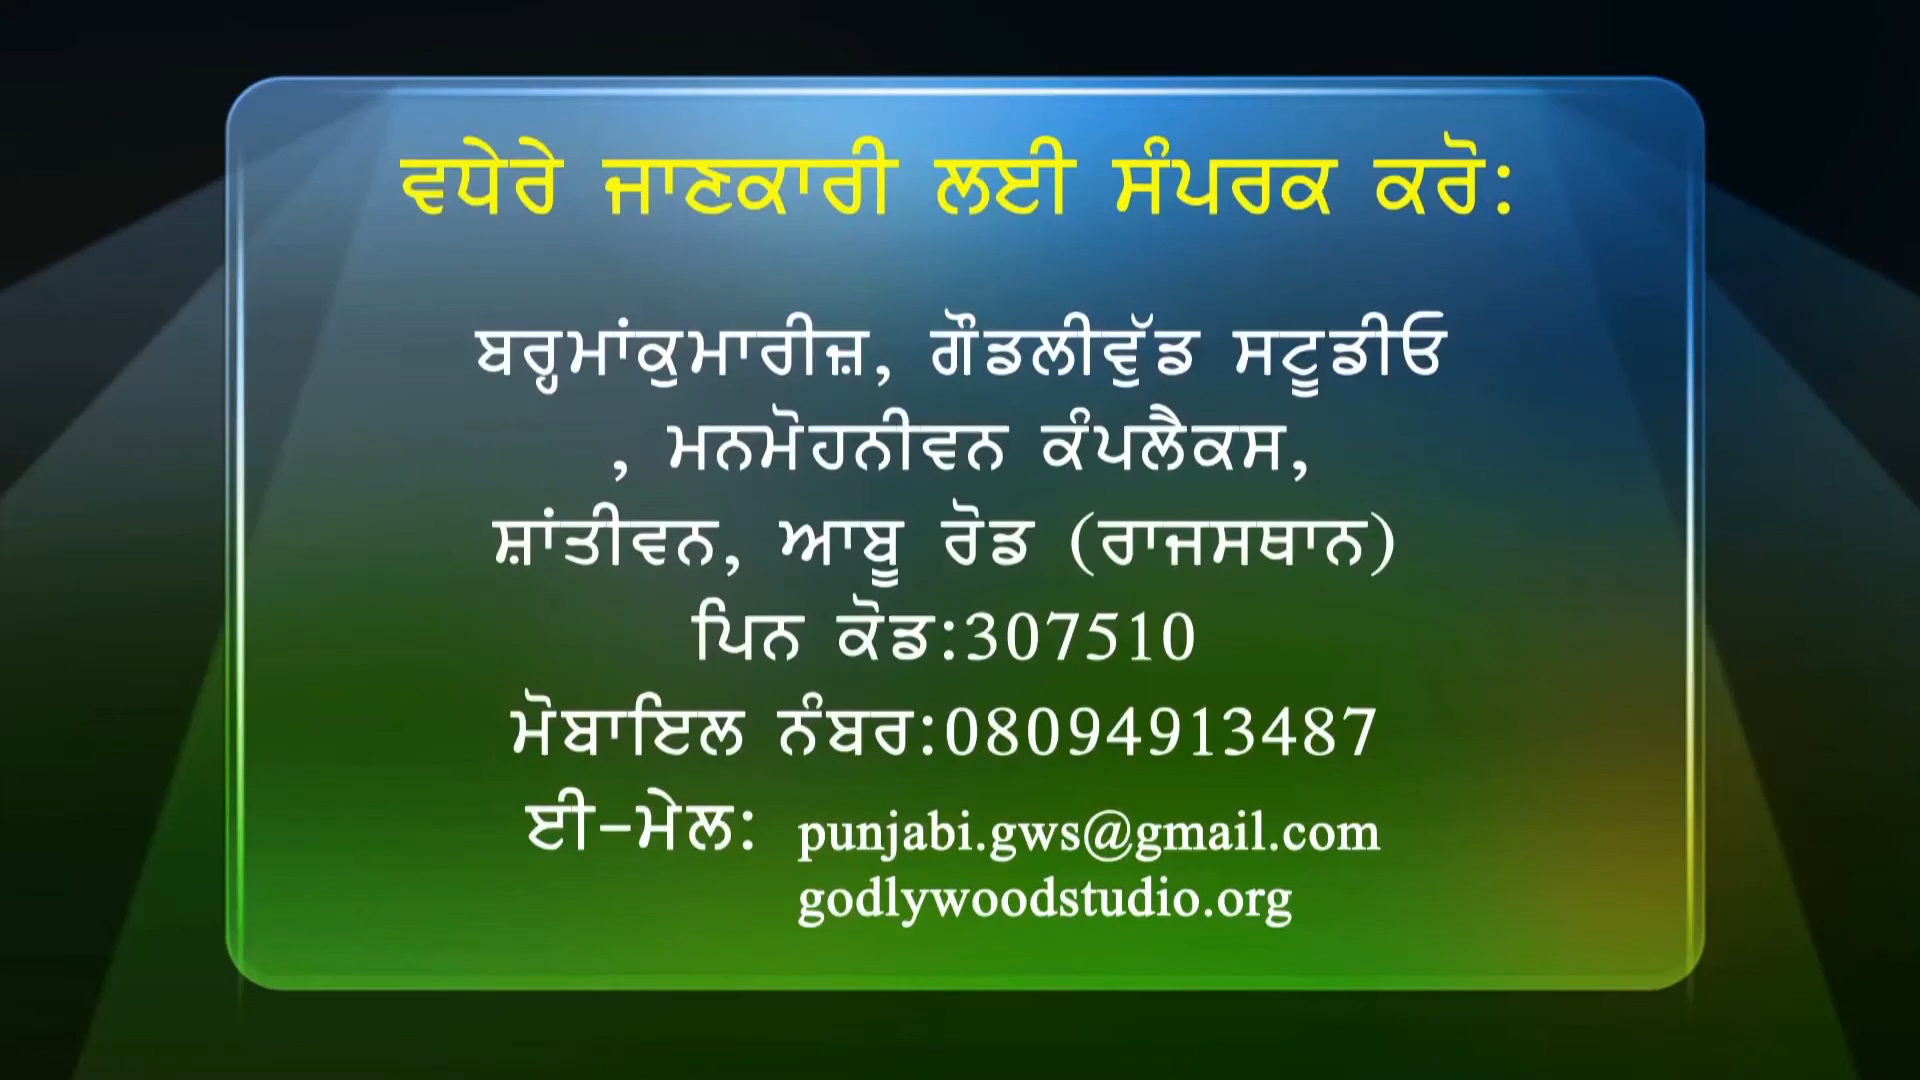 ਵਧੇਰੇ ਜਾਣਕਾਰੀ ਲਈ ਸੰਪਰਕ ਕਰੋ:
ਬਰ੍ਹਮਾਂਕੁਮਾਰੀਜ਼, ਗੌਡਲੀਵੁੱਡ ਸਟੂਡੀਓ
, ਮਨਮੋਹਨੀਵਨ ਕੰਪਲੈਕਸ,
ਸ਼ਾਂਤੀਵਨ, ਆਬੂ ਰੋਡ (ਰਾਜਸਥਾਨ)
ਪਿਨ ਕੋਡ:307510
ਮੋਬਾਇਲ ਨੰਬਰ:08094913487
ਈ-ਮੇਲ: punjabi.gws@gmail.com
godlywoodstudio.org